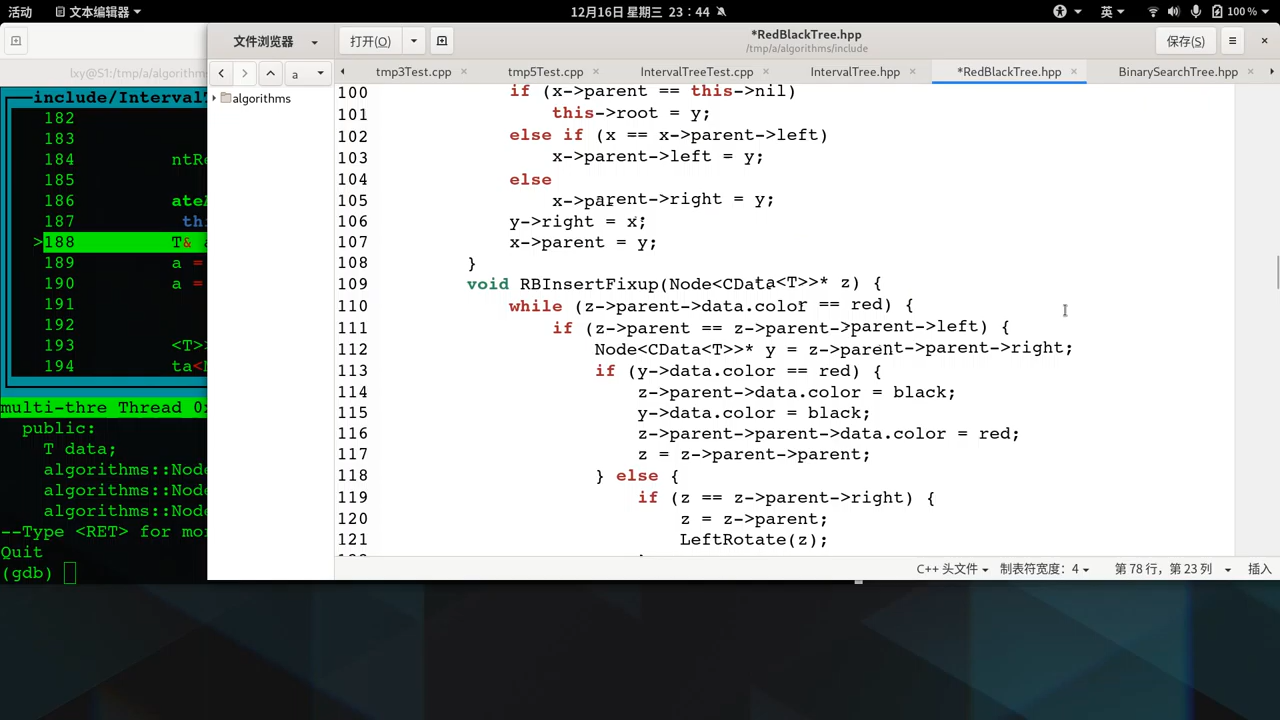 活动 文本编辑器 12月16日 星期三 23：44 英 100 %
文件浏览器 打开(O) *RedBlackTree.hpp 保存(S)
/tmp/a/algorithms/include
lxy@S1:/tmp/a/algorithms
a tmp3Test.cpp tmp5Test.cpp IntervalTreeTest.cpp IntervalTree.hpp *RedBlackTree.hpp BinarySearchTree.hpp
algorithms
include/IntervalT
182
183
184 ntRe
185
186 ateA
187 thi
>188 T& a
189 a =
190 a =
191
192
193 <T>>
194 ta<N
multi-thre Thread 0x
public:
T data;
algorithms::Node
algorithms::Node
algorithms::Node
--Type <RET> for mor
Quit
(gdb)
100 if (x->parent == this->nil)
101 this->root = y;
102 else if (x == x->parent->left)
103 x->parent->left = y;
104 else
105 x->parent->right = y;
106 y->right = x;
107 x->parent = y;
108 }
109 void RBInsertFixup(Node<CData<T>>* z) {
110 while (z->parent->data.color == red) {
111 if (z->parent == z->parent->parent->left) {
112 Node<CData<T>>* y = z->parent->parent->right;
113 if (y->data.color == red) {
114 z->parent->data.color = black;
115 y->data.color = black;
116 z->parent->parent->data.color = red;
117 z = z->parent->parent;
118 } else {
119 if (z == z->parent->right) {
120 z = z->parent;
121 LeftRotate(z);
C++ 头文件 制表符宽度：4 第 78 行，第 23 列 插入